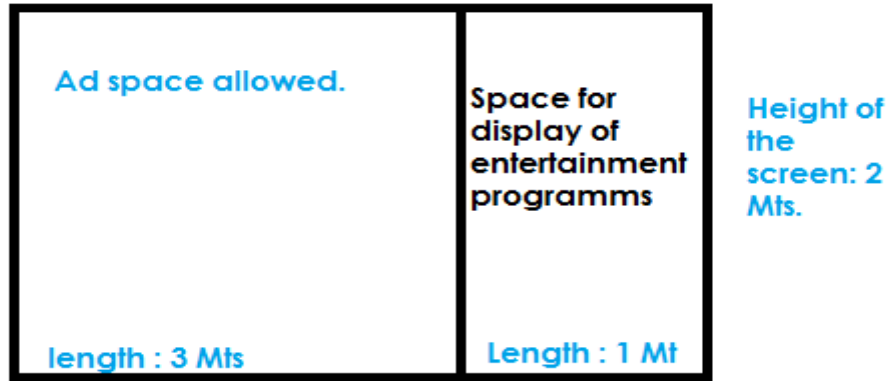 Ad space allowed.
Space for
display of
entertainment
programms
Height of
the
screen: 2
Mts.
length : 3 Mts
Length : 1 Mt